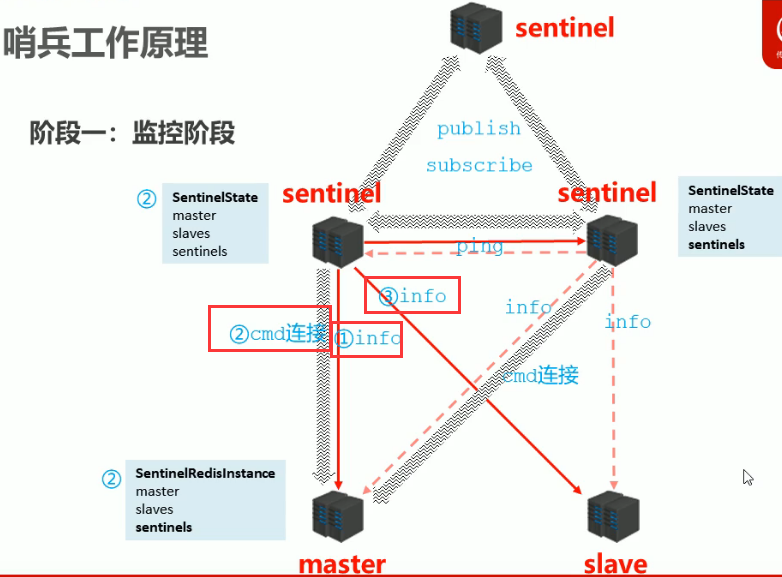 哨兵工作原理
sentinel
阶段一：监控阶段
publish
subscribe
sentinel
sentinel
②
SentinelState
master
slaves
sentinels
SentinelState
master
slaves
sentinels
ping
③info
info
info
②cmd连接
①info
cmd连接
②
SentinelRedisInstance
master
slaves
sentinels
master
slave